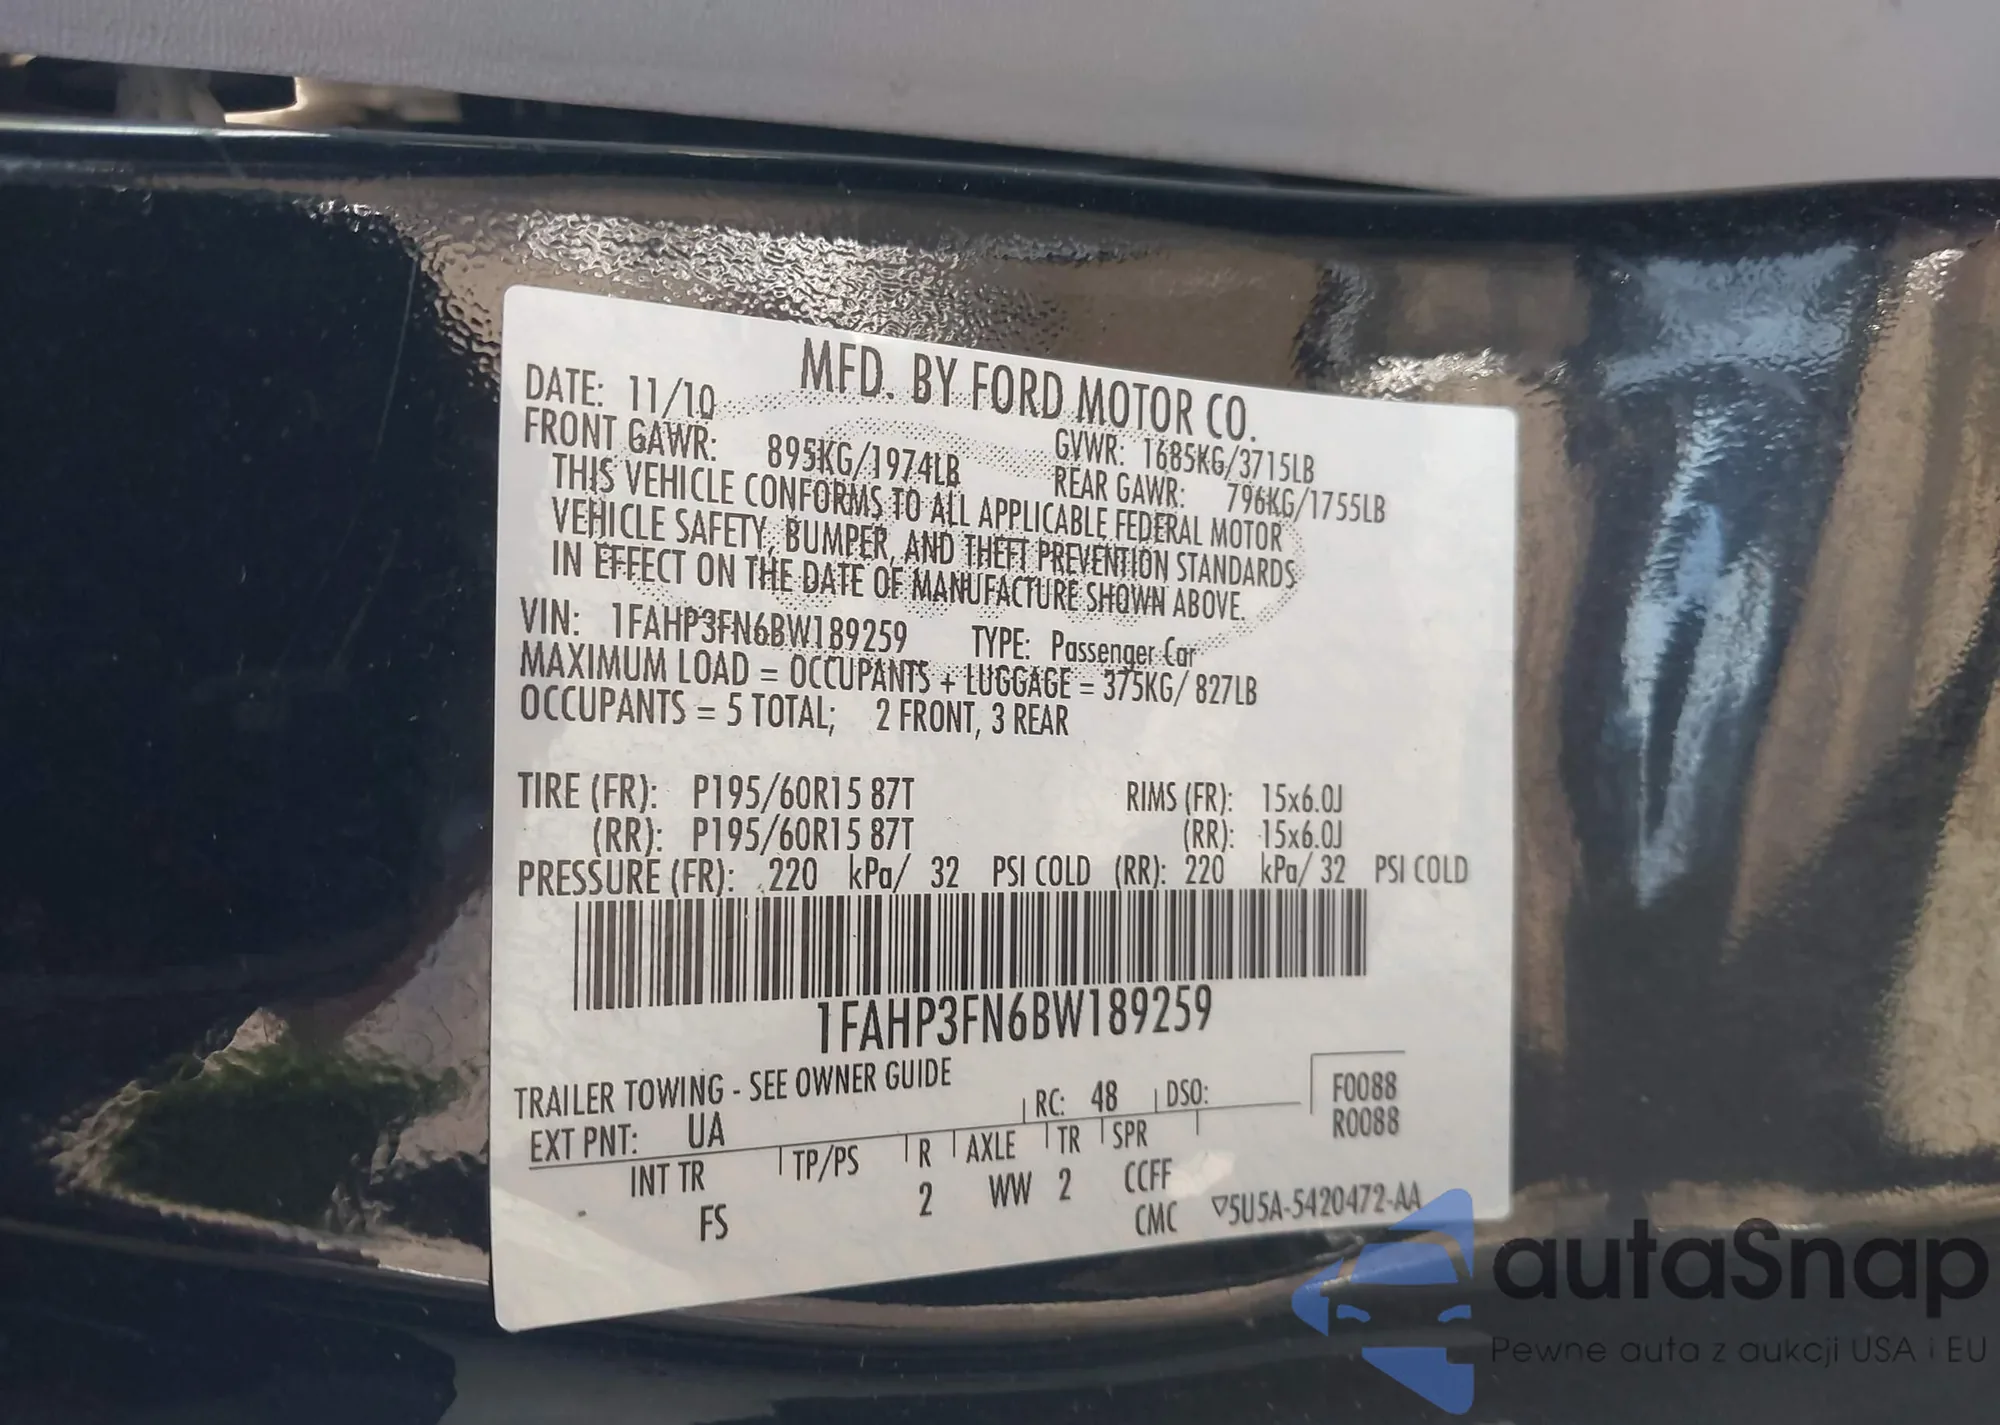 MFD. BY FORD MOTOR CO.
DATE: 11/10
GVWR: 1685KG/3715LB
FRONT GAWR: 895KG/1974LB
REAR GAWR: 796KG/1755LB
THIS VEHICLE CONFORMS TO ALL APPLICABLE FEDERAL MOTOR
VEHICLE SAFETY, BUMPER, AND THEFT PREVENTION STANDARDS
IN EFFECT ON THE DATE OF MANUFACTURE SHOWN ABOVE.
VIN: 1FAHP3FN6BW189259 TYPE: Passenger Car
MAXIMUM LOAD = OCCUPANTS + LUGGAGE = 375KG/ 827LB
OCCUPANTS = 5 TOTAL; 2 FRONT, 3 REAR
TIRE (FR): P195/60R15 87T RIMS (FR): 15x6.0J
(RR): P195/60R15 87T (RR): 15x6.0J
PRESSURE (FR): 220 kPa/ 32 PSI COLD (RR): 220 kPa/ 32 PSI COLD
1FAHP3FN6BW189259
TRAILER TOWING - SEE OWNER GUIDE
EXT PNT: UA RC: 48 DSO:
F0088
R0088
INT TR TP/PS R AXLE TR SPR
FS 2 WW 2 CCFF
CMC ▽5U5A-5420472-AA
autaSnap
Pewne auta z aukcji USA i EU